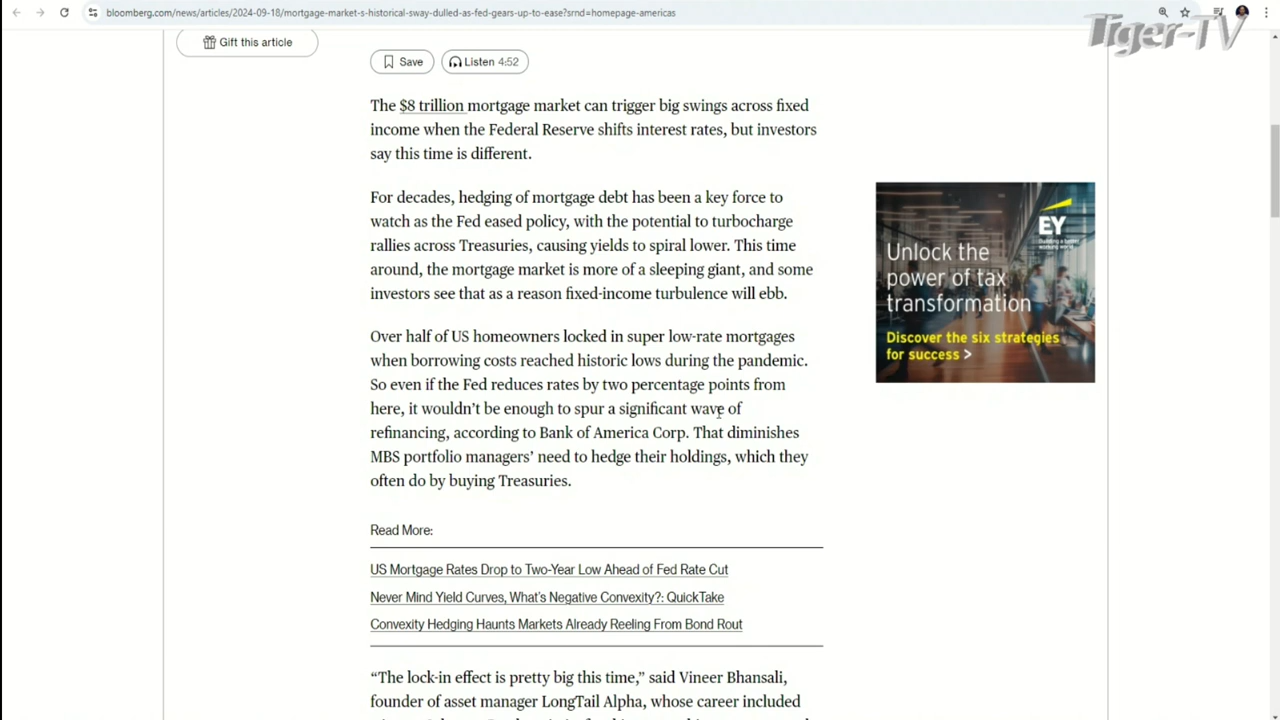 bloomberg.com/news/articles/2024-09-18/mortgage-market-s-historical-sway-dulled-as-fed-gears-up-to-ease?srnd=homepage-americas
Tiger-TV
Gift this article
Save
Listen 4:52
The $8 trillion mortgage market can trigger big swings across fixed
income when the Federal Reserve shifts interest rates, but investors
say this time is different.
For decades, hedging of mortgage debt has been a key force to
watch as the Fed eased policy, with the potential to turbocharge
rallies across Treasuries, causing yields to spiral lower. This time
around, the mortgage market is more of a sleeping giant, and some
investors see that as a reason fixed-income turbulence will ebb.
EY
Unlock the
power of tax
transformation
Discover the six strategies
for success >
Over half of US homeowners locked in super low-rate mortgages
when borrowing costs reached historic lows during the pandemic.
So even if the Fed reduces rates by two percentage points from
here, it wouldn't be enough to spur a significant wave of
refinancing, according to Bank of America Corp. That diminishes
MBS portfolio managers' need to hedge their holdings, which they
often do by buying Treasuries.
Read More:
US Mortgage Rates Drop to Two-Year Low Ahead of Fed Rate Cut
Never Mind Yield Curves, What's Negative Convexity?: QuickTake
Convexity Hedging Haunts Markets Already Reeling From Bond Rout
“The lock-in effect is pretty big this time,” said Vineer Bhansali,
founder of asset manager LongTail Alpha, whose career included